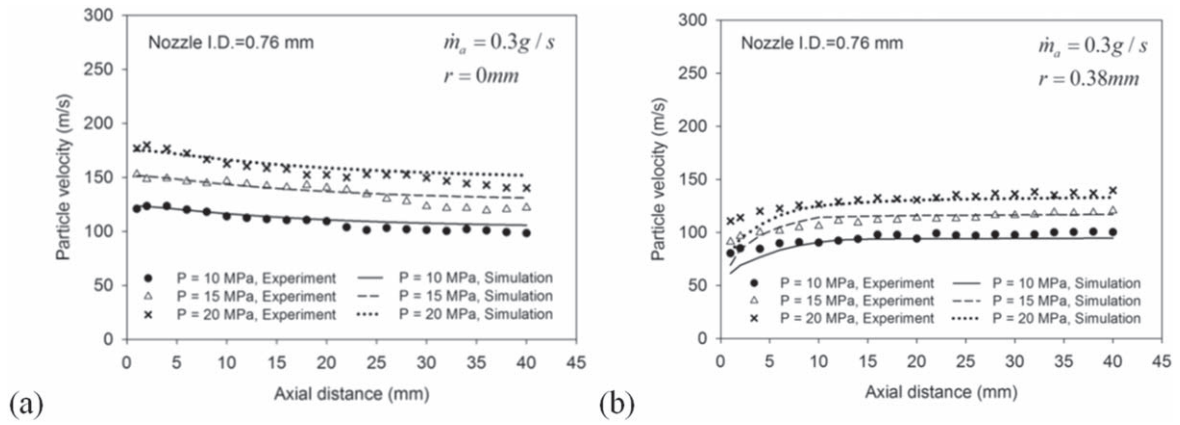 300
250
200
150
100
50
0
Particle velocity (m/s)
Nozzle I.D.=0.76 mm
ṁₐ = 0.3g / s
r = 0mm
P = 10 MPa, Experiment
P = 10 MPa, Simulation
P = 15 MPa, Experiment
P = 15 MPa, Simulation
P = 20 MPa, Experiment
P = 20 MPa, Simulation
0 5 10 15 20 25 30 35 40 45
Axial distance (mm)
(a)
300
250
200
150
100
50
0
Particle velocity (m/s)
Nozzle I.D.=0.76 mm
ṁₐ = 0.3g / s
r = 0.38mm
P = 10 MPa, Experiment
P = 10 MPa, Simulation
P = 15 MPa, Experiment
P = 15 MPa, Simulation
P = 20 MPa, Experiment
P = 20 MPa, Simulation
0 5 10 15 20 25 30 35 40 45
Axial distance (mm)
(b)